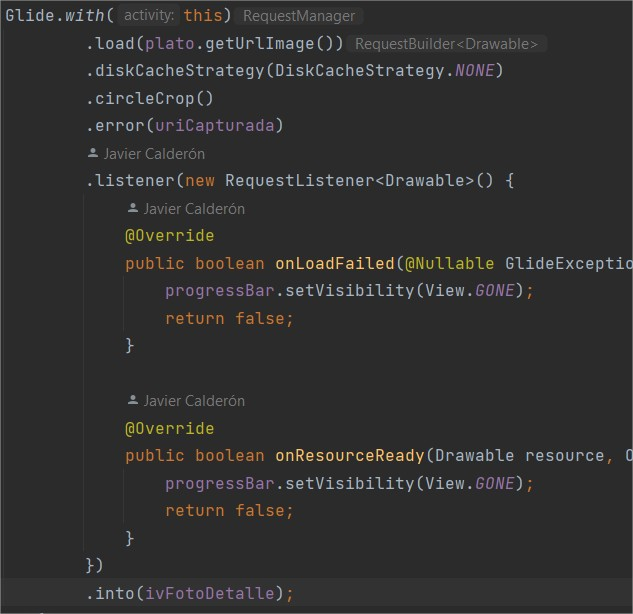 Glide.with( activity: this) RequestManager
.load(plato.getUrlImage()) RequestBuilder<Drawable>
.diskCacheStrategy(DiskCacheStrategy.NONE)
.circleCrop()
.error(uriCapturada)
Javier Calderón
.listener(new RequestListener<Drawable>() {
Javier Calderón
@Override
public boolean onLoadFailed(@Nullable GlideExceptio
progressBar.setVisibility(View.GONE);
return false;
}
Javier Calderón
@Override
public boolean onResourceReady(Drawable resource, O
progressBar.setVisibility(View.GONE);
return false;
}
})
.into(ivFotoDetalle);